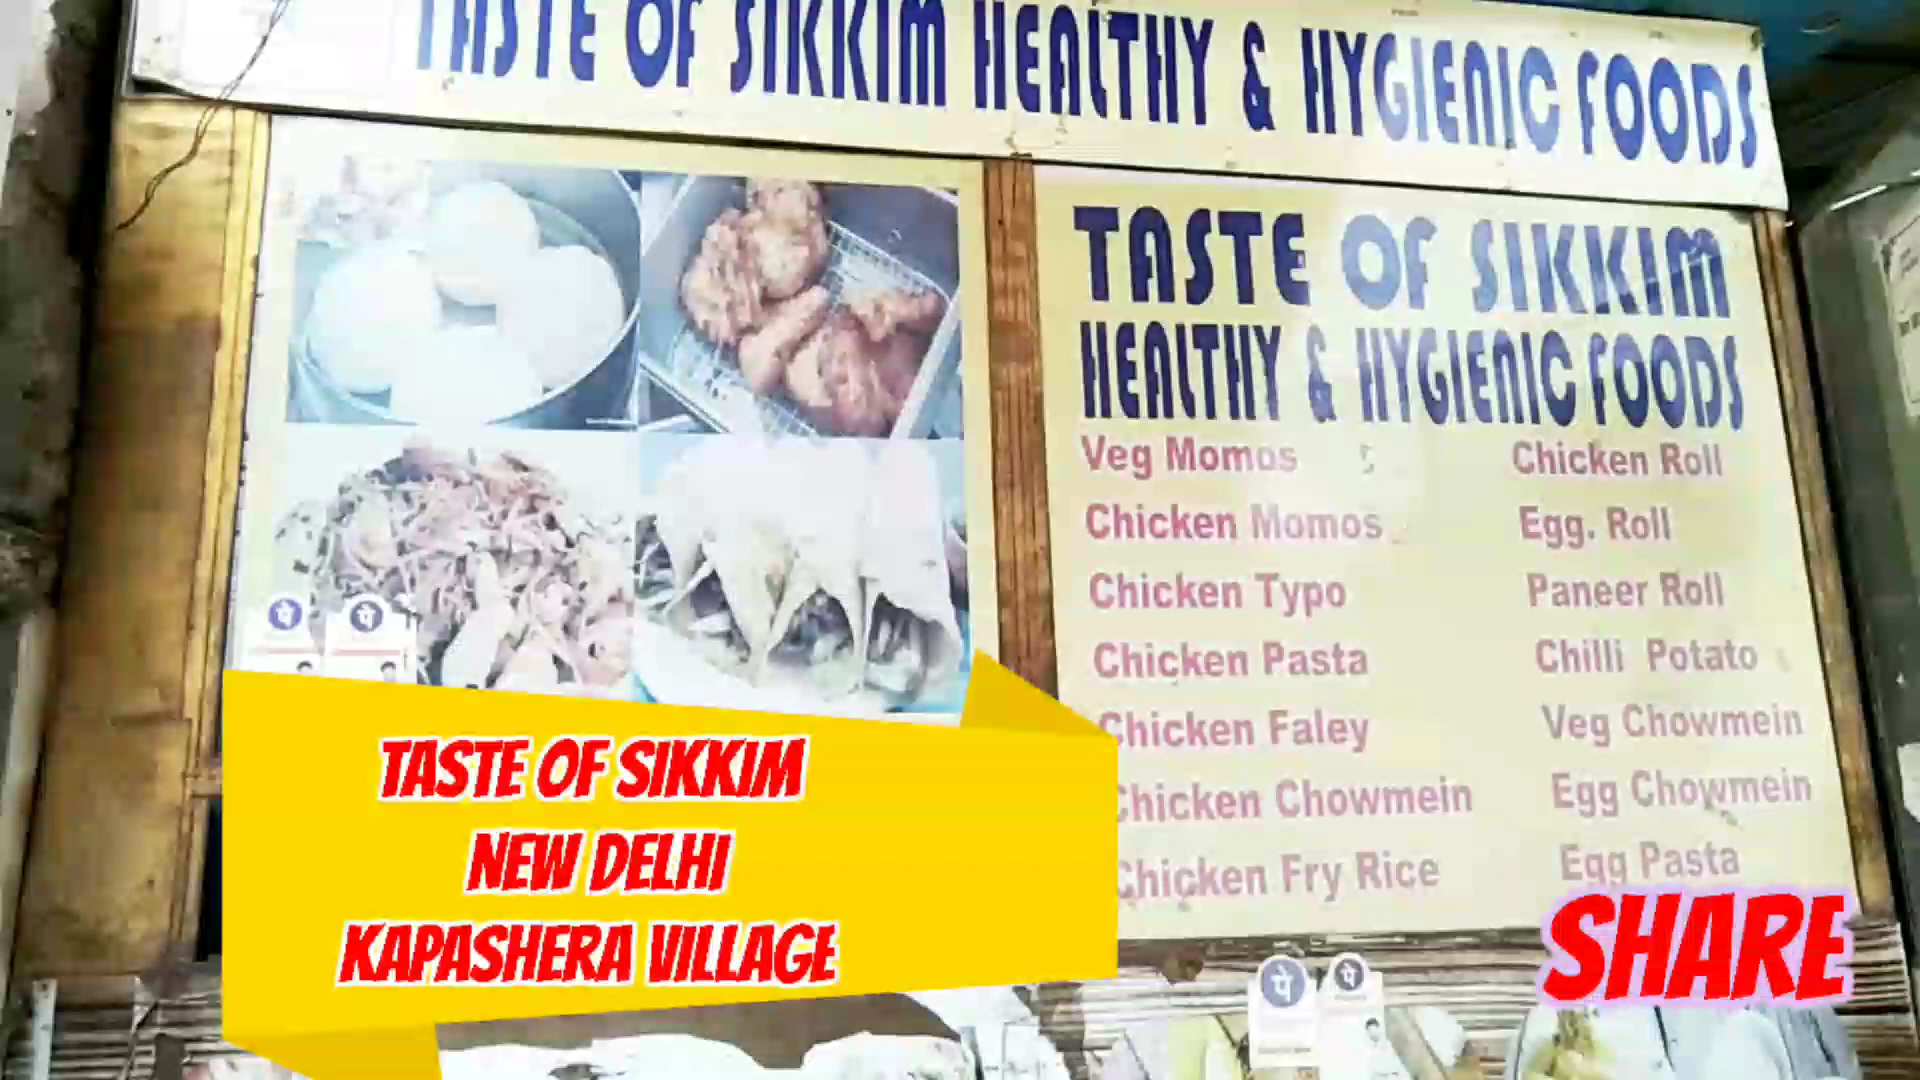 TASTE OF SIKKIM HEALTHY & HYGIENIC FOODS
TASTE OF SIKKIM
HEALTHY & HYGIENIC FOODS
Veg Momos
Chicken Momos
Chicken Typo
Chicken Pasta
Chicken Faley
Chicken Chowmein
Chicken Fry Rice
Chicken Roll
Egg. Roll
Paneer Roll
Chilli Potato
Veg Chowmein
Egg Chowmein
Egg Pasta
पे
पे
TASTE OF SIKKIM
NEW DELHI
KAPASHERA VILLAGE
SHARE
पे
पे